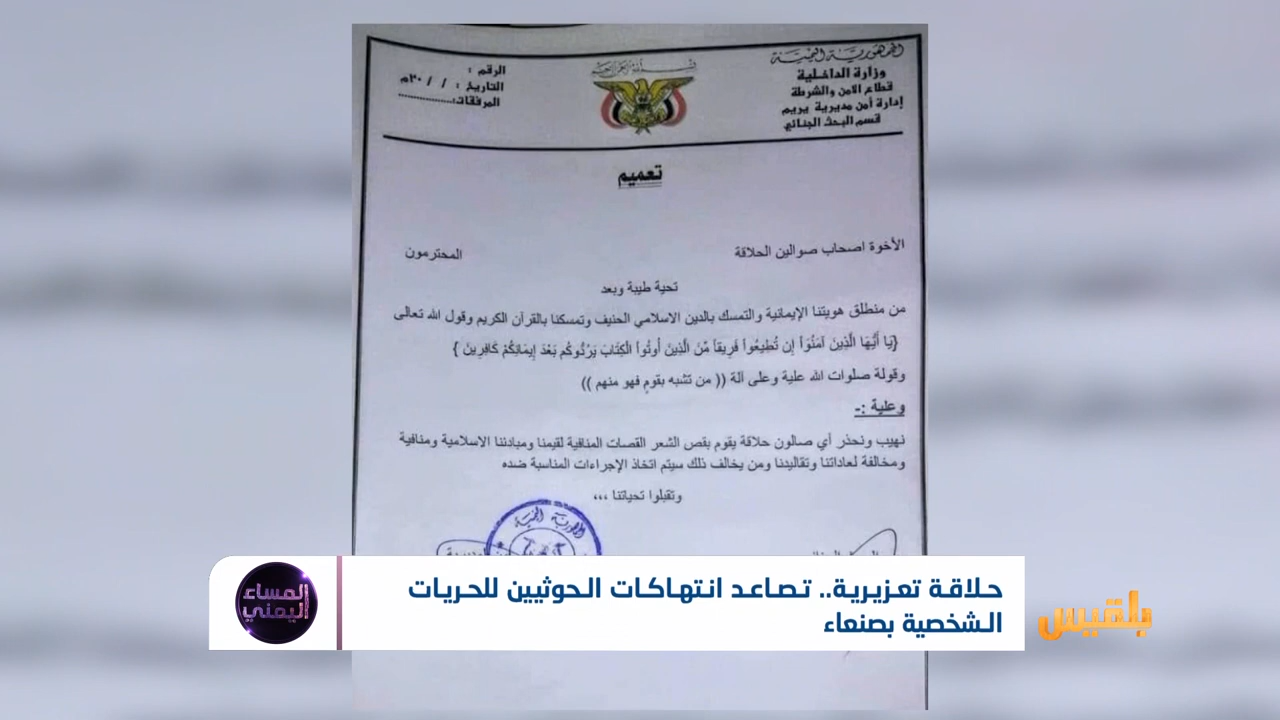 الجمهورية اليمنية
وزارة الداخلية
قطاع الامن والشرطة
إدارة أمن مديرية يريم
قسم البحث الجنائي
الرقم :
التاريخ : / / ٢٠م
المرفقات:
تعميم
الأخوة اصحاب صوالين الحلاقة المحترمون
تحية طيبة وبعد
من منطلق هويتنا الإيمانية والتمسك بالدين الاسلامي الحنيف وتمسكنا بالقرآن الكريم وقول الله تعالى
{يَا أَيُّهَا الَّذِينَ آمَنُوَاْ إِن تُطِيعُواْ فَرِيقاً مِّنَ الَّذِينَ أُوتُواْ الْكِتَابَ يَرُدُّوكُم بَعْدَ إِيمَانِكُمْ كَافِرِينَ }
وقولة صلوات الله علية وعلى آلة (( من تشبه بقومٍ فهو منهم ))
وعلية :-
نهيب ونحذر أي صالون حلاقة يقوم بقص الشعر القصات المنافية لقيمنا ومبادئنا الاسلامية ومنافية
ومخالفة لعاداتنا وتقاليدنا ومن يخالف ذلك سيتم اتخاذ الإجراءات المناسبة ضده
وتقبلوا تحياتنا ،،،
الجمهورية اليمنية
حلاقة تعزيرية.. تصاعد انتهاكات الحوثيين للحريات
الشخصية بصنعاء
المساء
اليمني
بلقيس